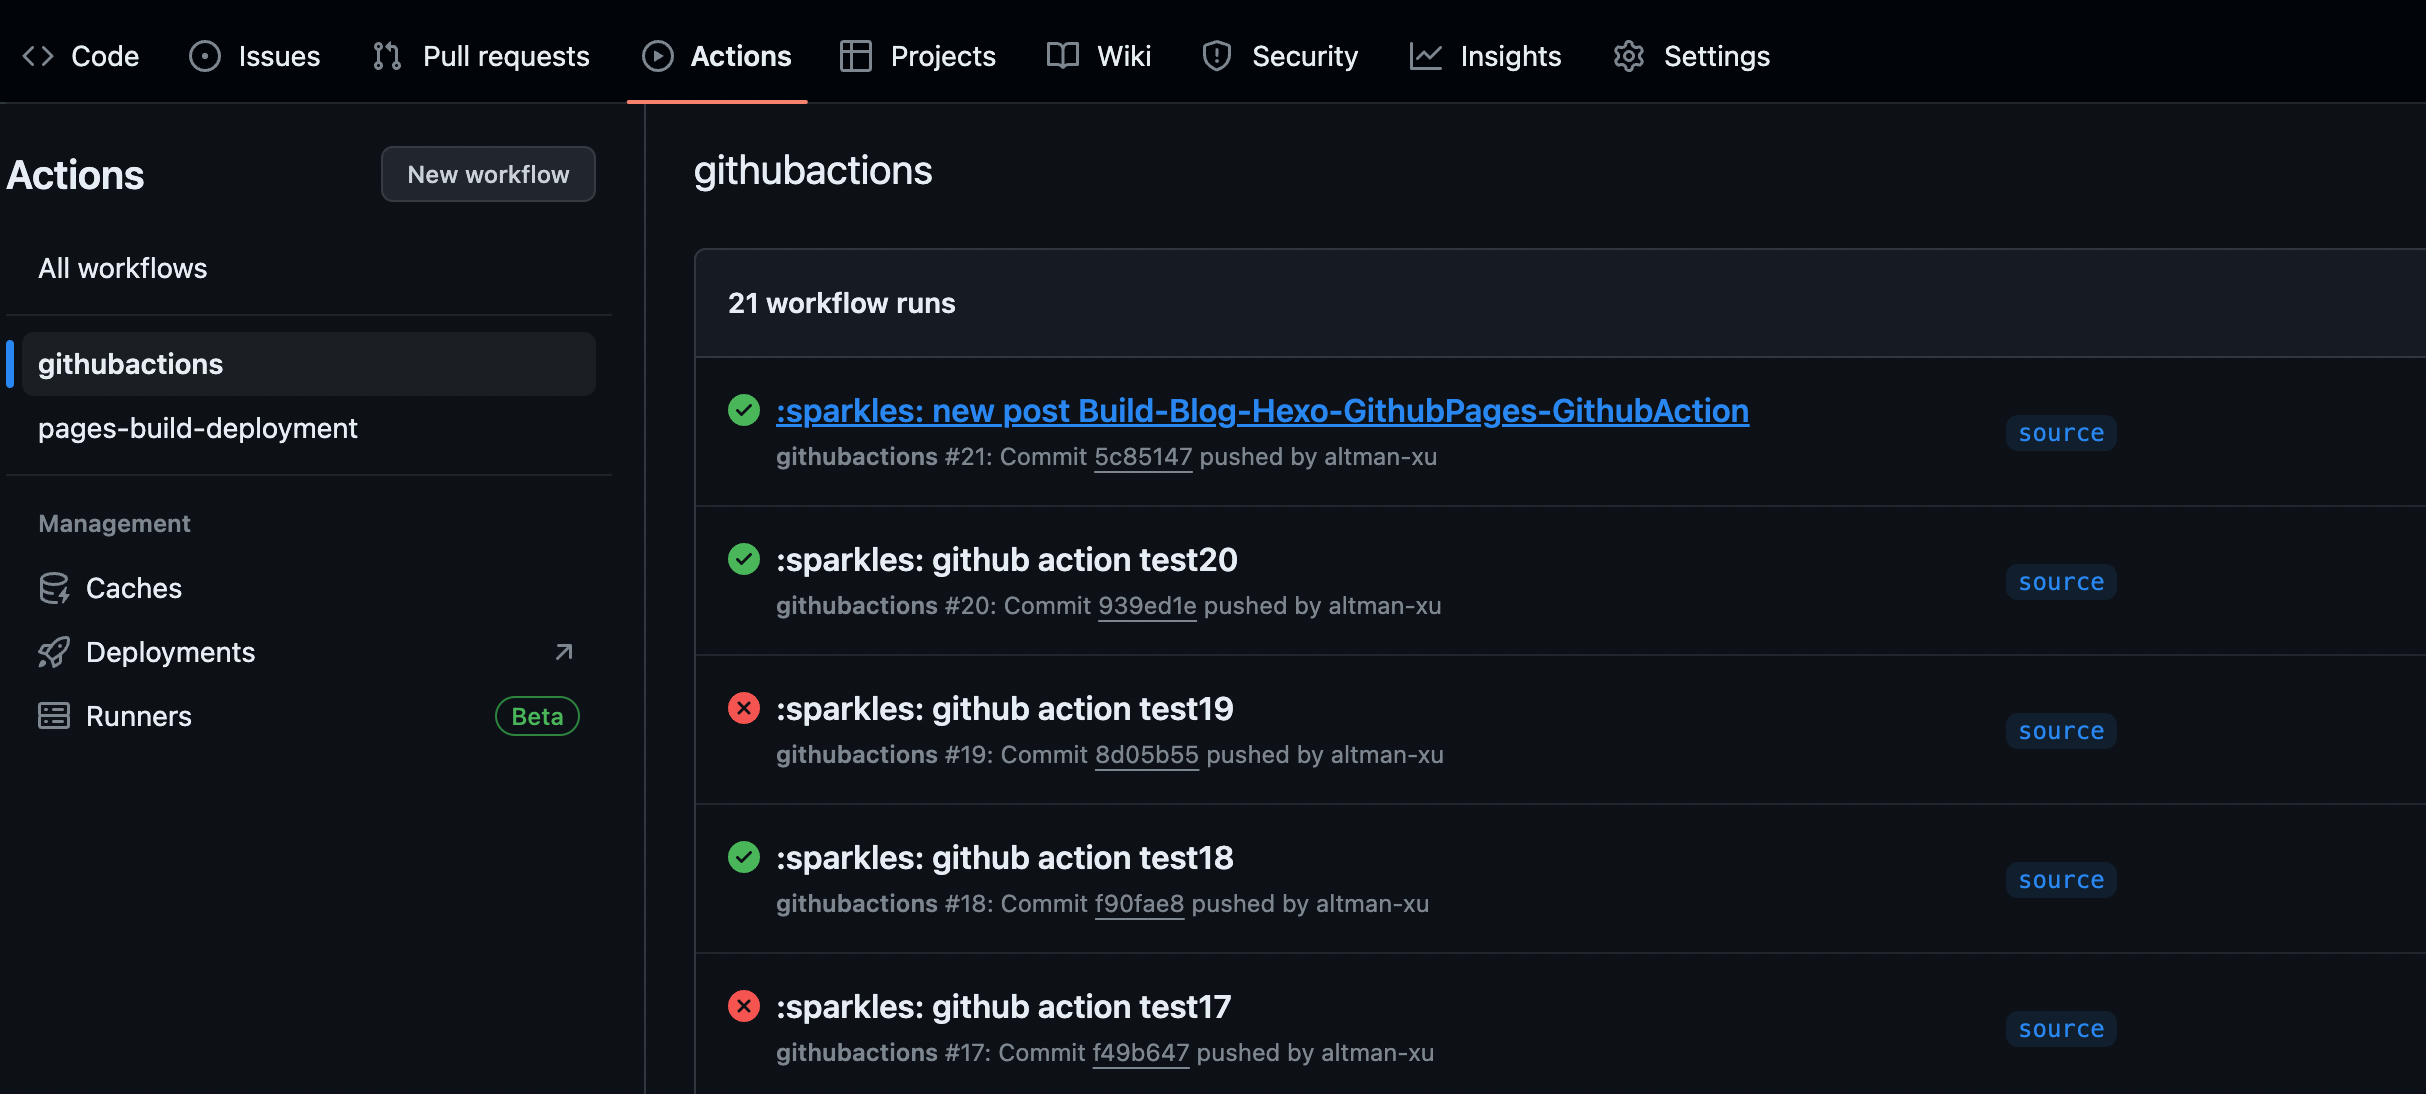 Code Issues Pull requests Actions Projects Wiki Security Insights Settings
Actions
New workflow
All workflows
githubactions
pages-build-deployment
Management
Caches
Deployments
Runners Beta
githubactions
21 workflow runs
:sparkles: new post Build-Blog-Hexo-GithubPages-GithubAction
githubactions #21: Commit 5c85147 pushed by altman-xu
source
:sparkles: github action test20
githubactions #20: Commit 939ed1e pushed by altman-xu
source
:sparkles: github action test19
githubactions #19: Commit 8d05b55 pushed by altman-xu
source
:sparkles: github action test18
githubactions #18: Commit f90fae8 pushed by altman-xu
source
:sparkles: github action test17
githubactions #17: Commit f49b647 pushed by altman-xu
source